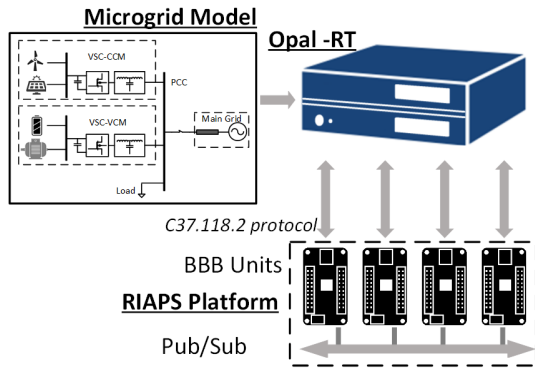 Microgrid Model
Opal -RT
VSC-CCM
PCC
VSC-VCM
Main Grid
Load
C37.118.2 protocol
BBB Units
RIAPS Platform
Pub/Sub